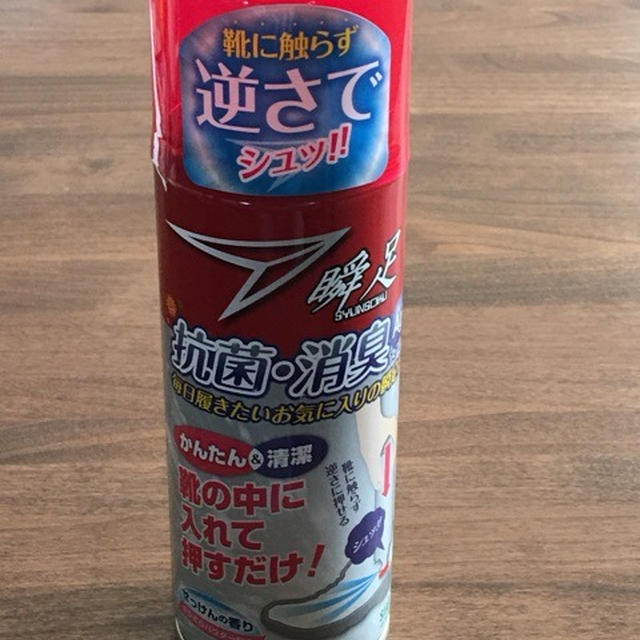 靴に触らず
逆さで
シュッ!!
瞬足
SYUNSOKU
抗菌・消臭
毎日履きたいお気に入りの瞬
かんたん&清潔
靴の中に
入れて
押すだけ!
靴に触らず
逆さに押せる
シュッ!!
せっけんの香り